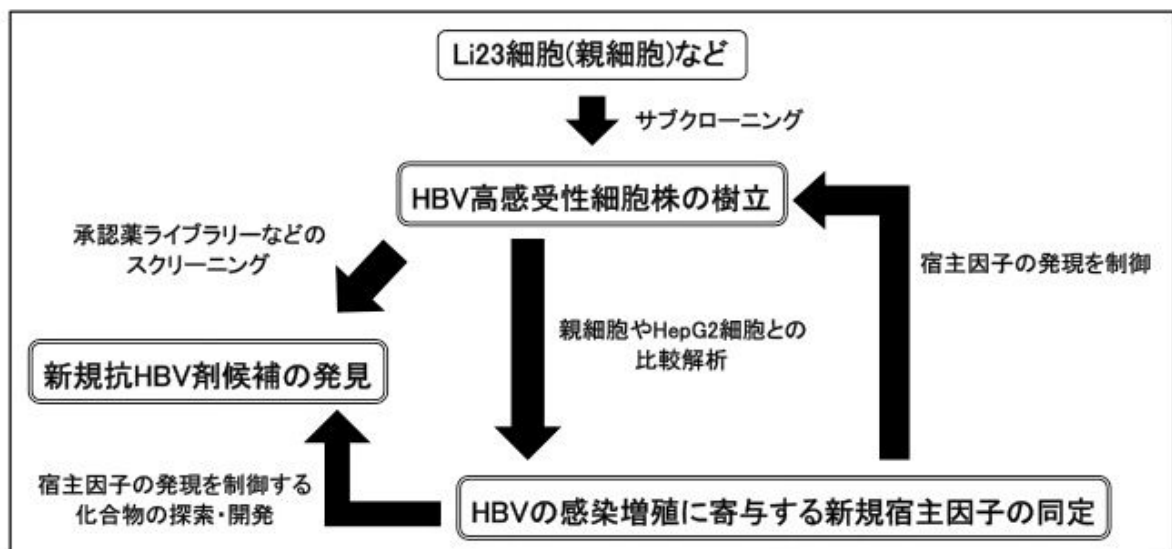 Li23細胞(親細胞)など
サブクローニング
HBV高感受性細胞株の樹立
承認薬ライブラリーなどの
スクリーニング
宿主因子の発現を制御
親細胞やHepG2細胞との
比較解析
新規抗HBV剤候補の発見
宿主因子の発現を制御する
化合物の探索・開発
HBVの感染増殖に寄与する新規宿主因子の同定